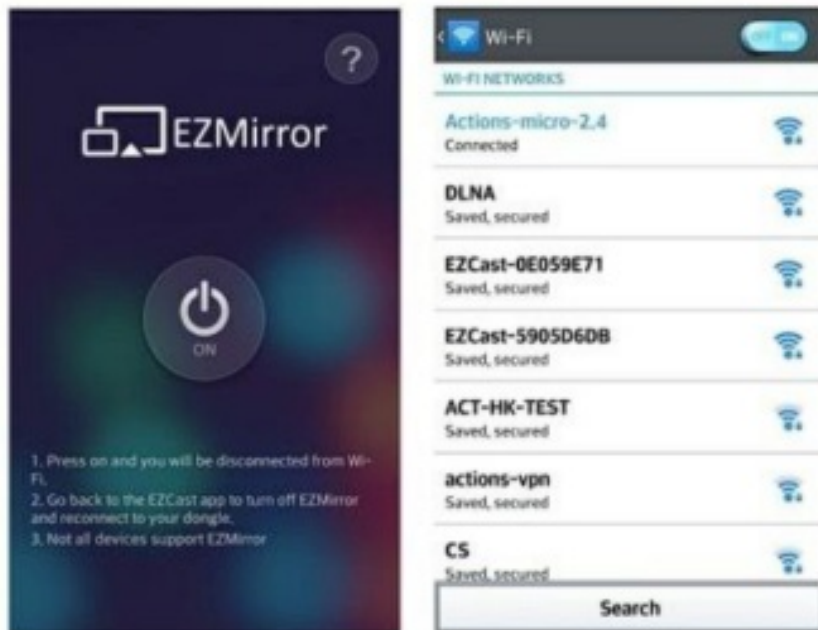 ?
EZMirror
ON
1. Press on and you will be disconnected from Wi-
Fi.
2. Go back to the EZCast app to turn off EZMirror
and reconnect to your dongle.
3. Not all devices support EZMirror
Wi-Fi
OFF ON
WI-FI NETWORKS
Actions-micro-2.4
Connected
DLNA
Saved, secured
EZCast-0E059E71
Saved, secured
EZCast-5905D6DB
Saved, secured
ACT-HK-TEST
Saved, secured
actions-vpn
Saved, secured
CS
Saved, secured
Search